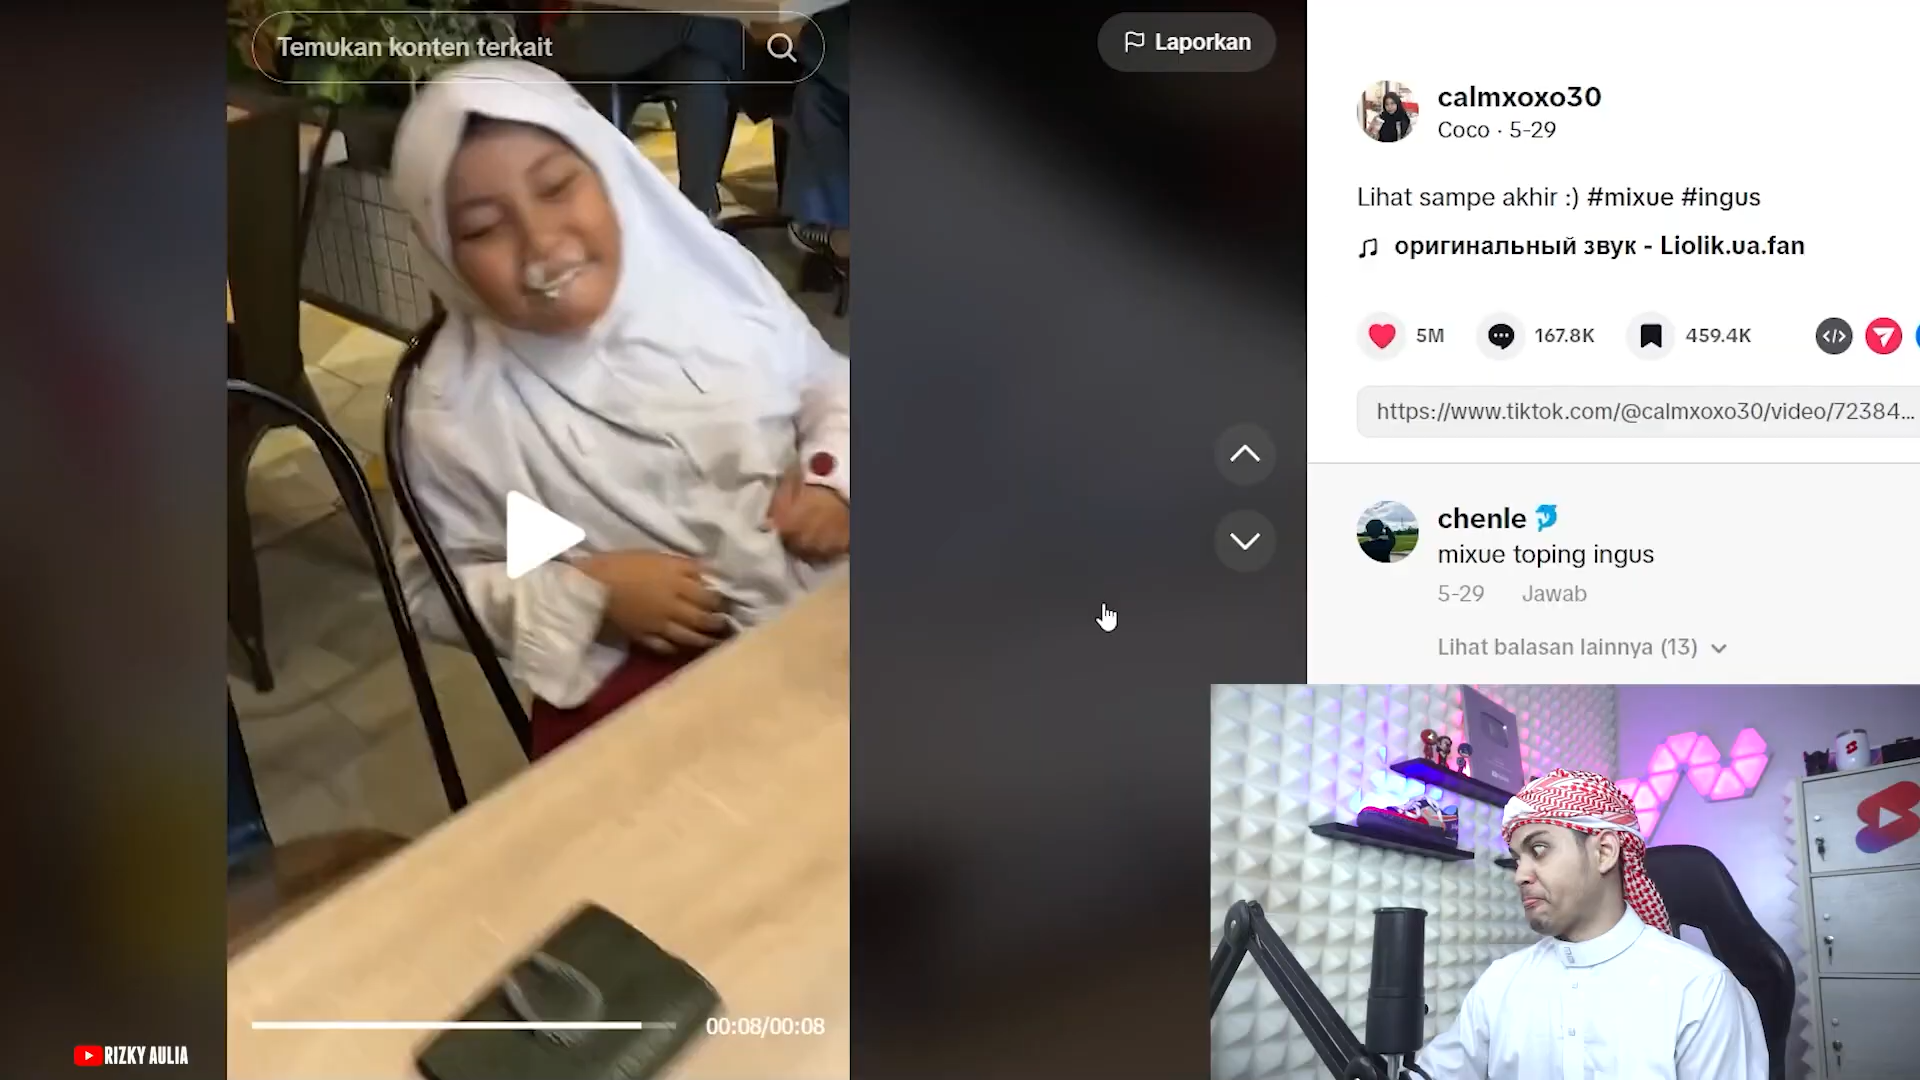 Temukan konten terkait
Laporkan
calmxoxo30
Coco · 5-29
Lihat sampe akhir :) #mixue #ingus
оригинальный звук - Liolik.ua.fan
5M
167.8K
459.4K
https://www.tiktok.com/@calmxoxo30/video/72384...
chenle
mixue toping ingus
5-29 Jawab
Lihat balasan lainnya (13)
00:08/00:08
RIZKY AULIA